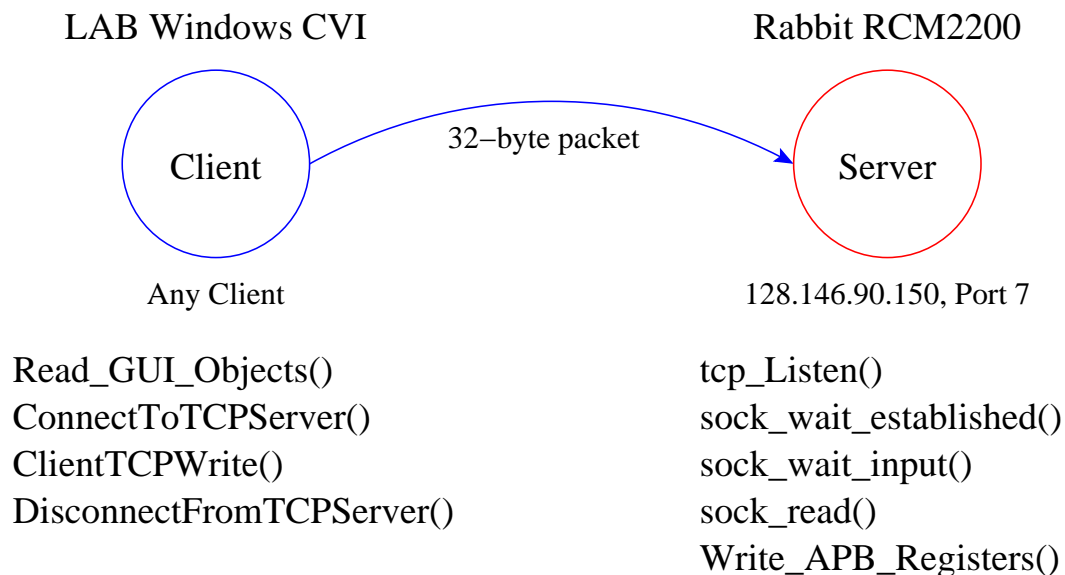 LAB Windows CVI
Rabbit RCM2200
32−byte packet
Client
Server
Any Client
128.146.90.150, Port 7
Read_GUI_Objects()
ConnectToTCPServer()
ClientTCPWrite()
DisconnectFromTCPServer()
tcp_Listen()
sock_wait_established()
sock_wait_input()
sock_read()
Write_APB_Registers()